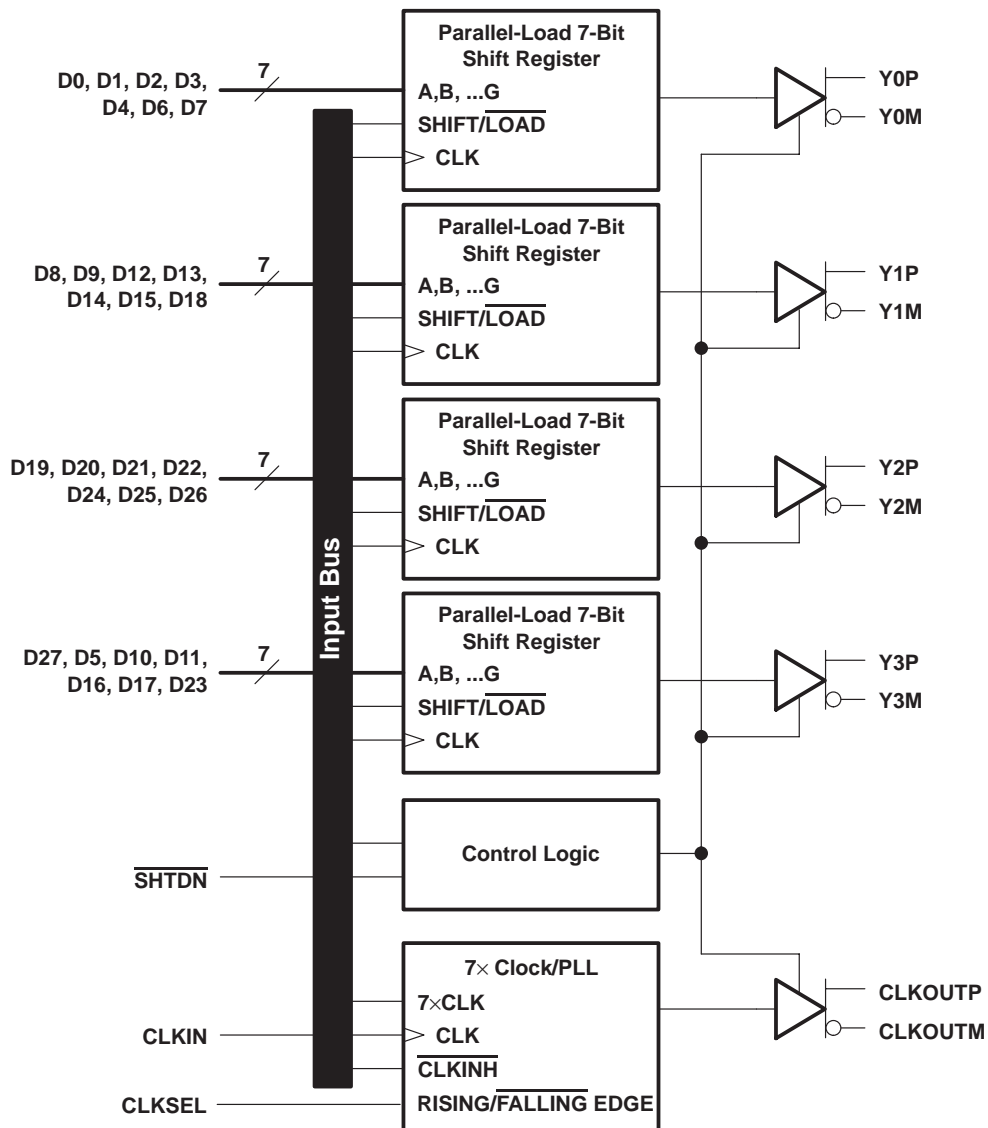 Parallel-Load 7-Bit
Shift Register
D0, D1, D2, D3,
D4, D6, D7
7
A,B, ...G
SHIFT/LOAD
CLK
Y0P
Y0M
Parallel-Load 7-Bit
Shift Register
D8, D9, D12, D13,
D14, D15, D18
7
A,B, ...G
SHIFT/LOAD
CLK
Y1P
Y1M
Parallel-Load 7-Bit
Shift Register
D19, D20, D21, D22,
D24, D25, D26
7
A,B, ...G
SHIFT/LOAD
CLK
Y2P
Y2M
Input Bus
Parallel-Load 7-Bit
Shift Register
D27, D5, D10, D11,
D16, D17, D23
7
A,B, ...G
SHIFT/LOAD
CLK
Y3P
Y3M
Control Logic
SHTDN
7× Clock/PLL
7×CLK
CLKIN
CLK
CLKINH
CLKSEL
RISING/FALLING EDGE
CLKOUTP
CLKOUTM